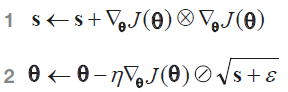 1 s ← s + ∇θJ(θ) ⊗ ∇θJ(θ)
2 θ ← θ − η∇θJ(θ) ⊘ √(s + ε)